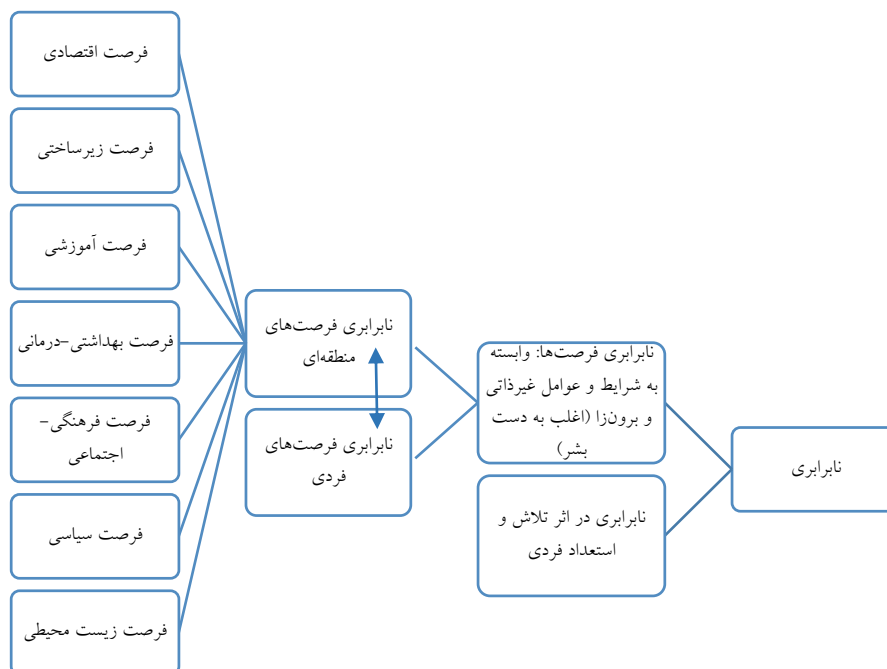 نابرابری
نابرابری فرصت‌ها: وابسته
به شرایط و عوامل غیرذاتی
و برون‌زا (اغلب به دست
بشر)
نابرابری در اثر تلاش و
استعداد فردی
نابرابری فرصت‌های
منطقه‌ای
نابرابری فرصت‌های
فردی
فرصت اقتصادی
فرصت زیرساختی
فرصت آموزشی
فرصت بهداشتی-درمانی
فرصت فرهنگی-
اجتماعی
فرصت سیاسی
فرصت زیست محیطی